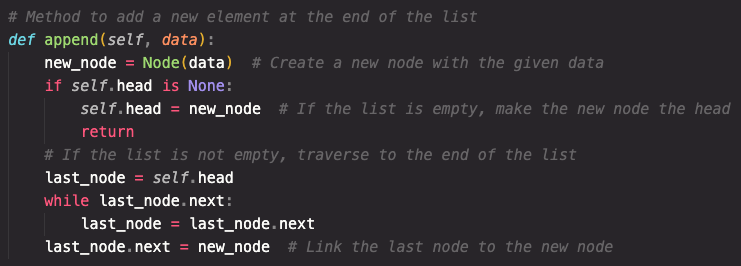 # Method to add a new element at the end of the list
def append(self, data):
    new_node = Node(data)  # Create a new node with the given data
    if self.head is None:
        self.head = new_node  # If the list is empty, make the new node the head
        return
    # If the list is not empty, traverse to the end of the list
    last_node = self.head
    while last_node.next:
        last_node = last_node.next
    last_node.next = new_node  # Link the last node to the new node